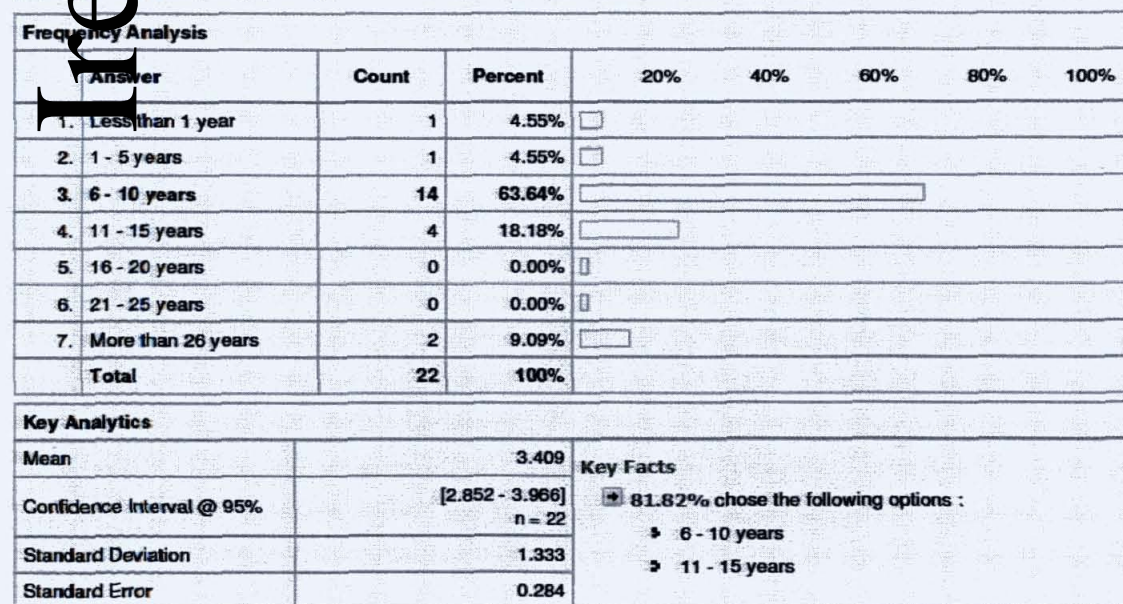 Frequency Analysis
Answer Count Percent 20% 40% 60% 80% 100%
1. Less than 1 year 1 4.55%
2. 1 - 5 years 1 4.55%
3. 6 - 10 years 14 63.64%
4. 11 - 15 years 4 18.18%
5. 16 - 20 years 0 0.00%
6. 21 - 25 years 0 0.00%
7. More than 26 years 2 9.09%
Total 22 100%
Key Analytics
Mean 3.409
Confidence Interval @ 95% [2.852 - 3.966]
n = 22
Standard Deviation 1.333
Standard Error 0.284
Key Facts
81.82% chose the following options :
6 - 10 years
11 - 15 years